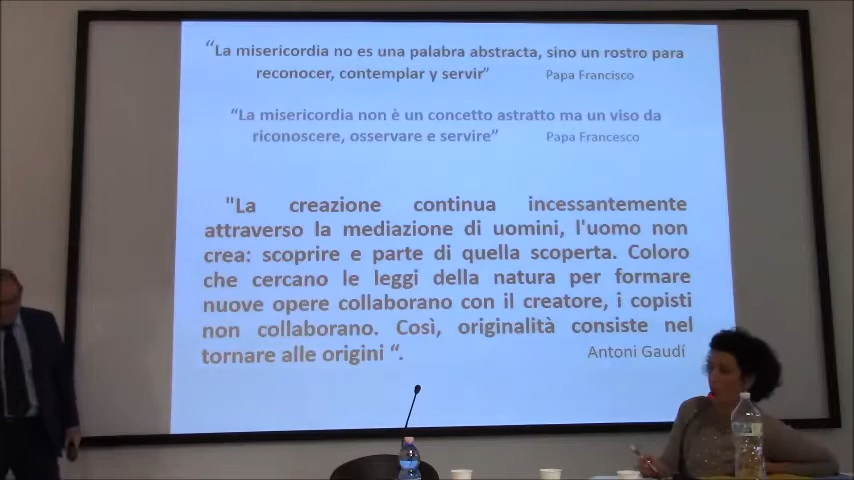 “La misericordia no es una palabra abstracta, sino un rostro para
reconocer, contemplar y servir” Papa Francisco
“La misericordia non è un concetto astratto ma un viso da
riconoscere, osservare e servire” Papa Francesco
"La creazione continua incessantemente
attraverso la mediazione di uomini, l'uomo non
crea: scoprire e parte di quella scoperta. Coloro
che cercano le leggi della natura per formare
nuove opere collaborano con il creatore, i copisti
non collaborano. Così, originalità consiste nel
tornare alle origini “. Antoni Gaudí